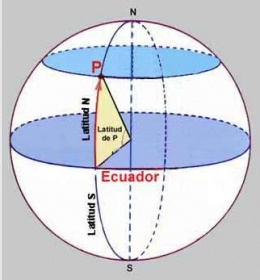 N
P
Latitud N
Latitud
de P
Ecuador
Latitud S
S